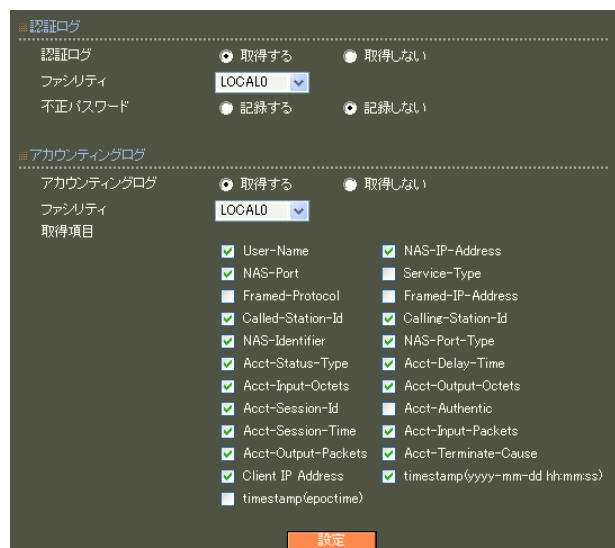 認証ログ
認証ログ 取得する 取得しない
ファシリティ LOCAL0
不正パスワード 記録する 記録しない
アカウンティングログ
アカウンティングログ 取得する 取得しない
ファシリティ LOCAL0
取得項目
User-Name NAS-IP-Address
NAS-Port Service-Type
Framed-Protocol Framed-IP-Address
Called-Station-Id Calling-Station-Id
NAS-Identifier NAS-Port-Type
Acct-Status-Type Acct-Delay-Time
Acct-Input-Octets Acct-Output-Octets
Acct-Session-Id Acct-Authentic
Acct-Session-Time Acct-Input-Packets
Acct-Output-Packets Acct-Terminate-Cause
Client IP Address timestamp(yyyy-mm-dd hh:mm:ss)
timestamp(epoctime)
設定